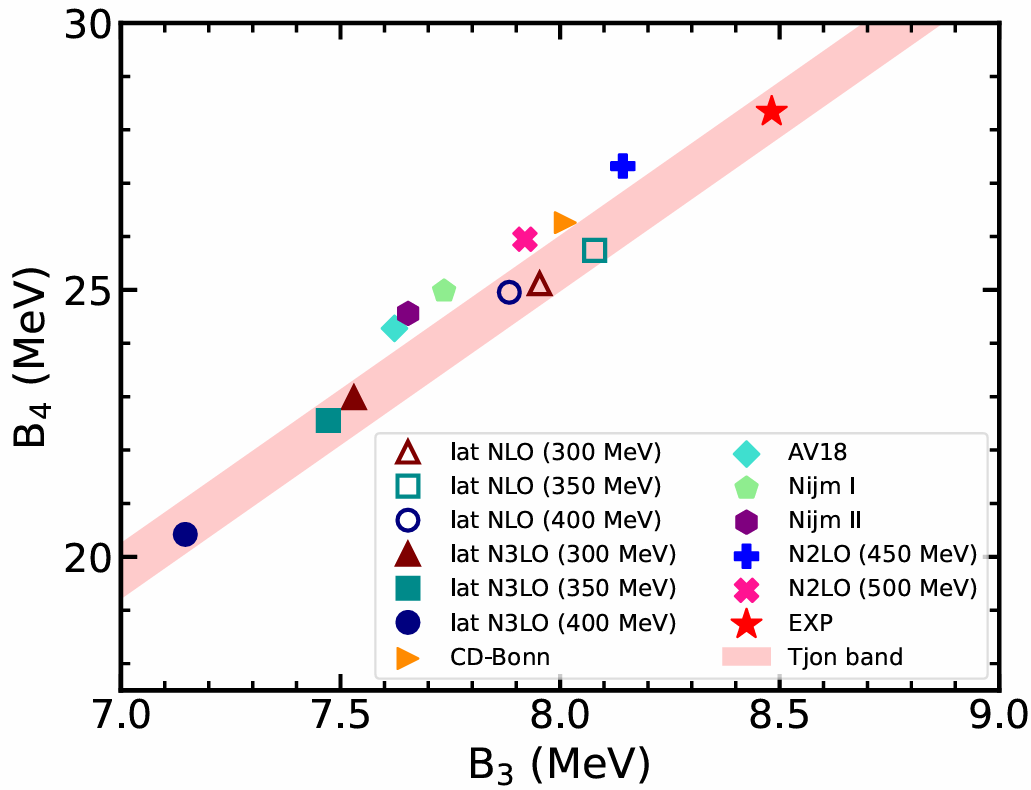 30
25
20
B₄ (MeV)
lat NLO (300 MeV)
lat NLO (350 MeV)
lat NLO (400 MeV)
lat N3LO (300 MeV)
lat N3LO (350 MeV)
lat N3LO (400 MeV)
CD-Bonn
AV18
Nijm I
Nijm II
N2LO (450 MeV)
N2LO (500 MeV)
EXP
Tjon band
7.0 7.5 8.0 8.5 9.0
B₃ (MeV)